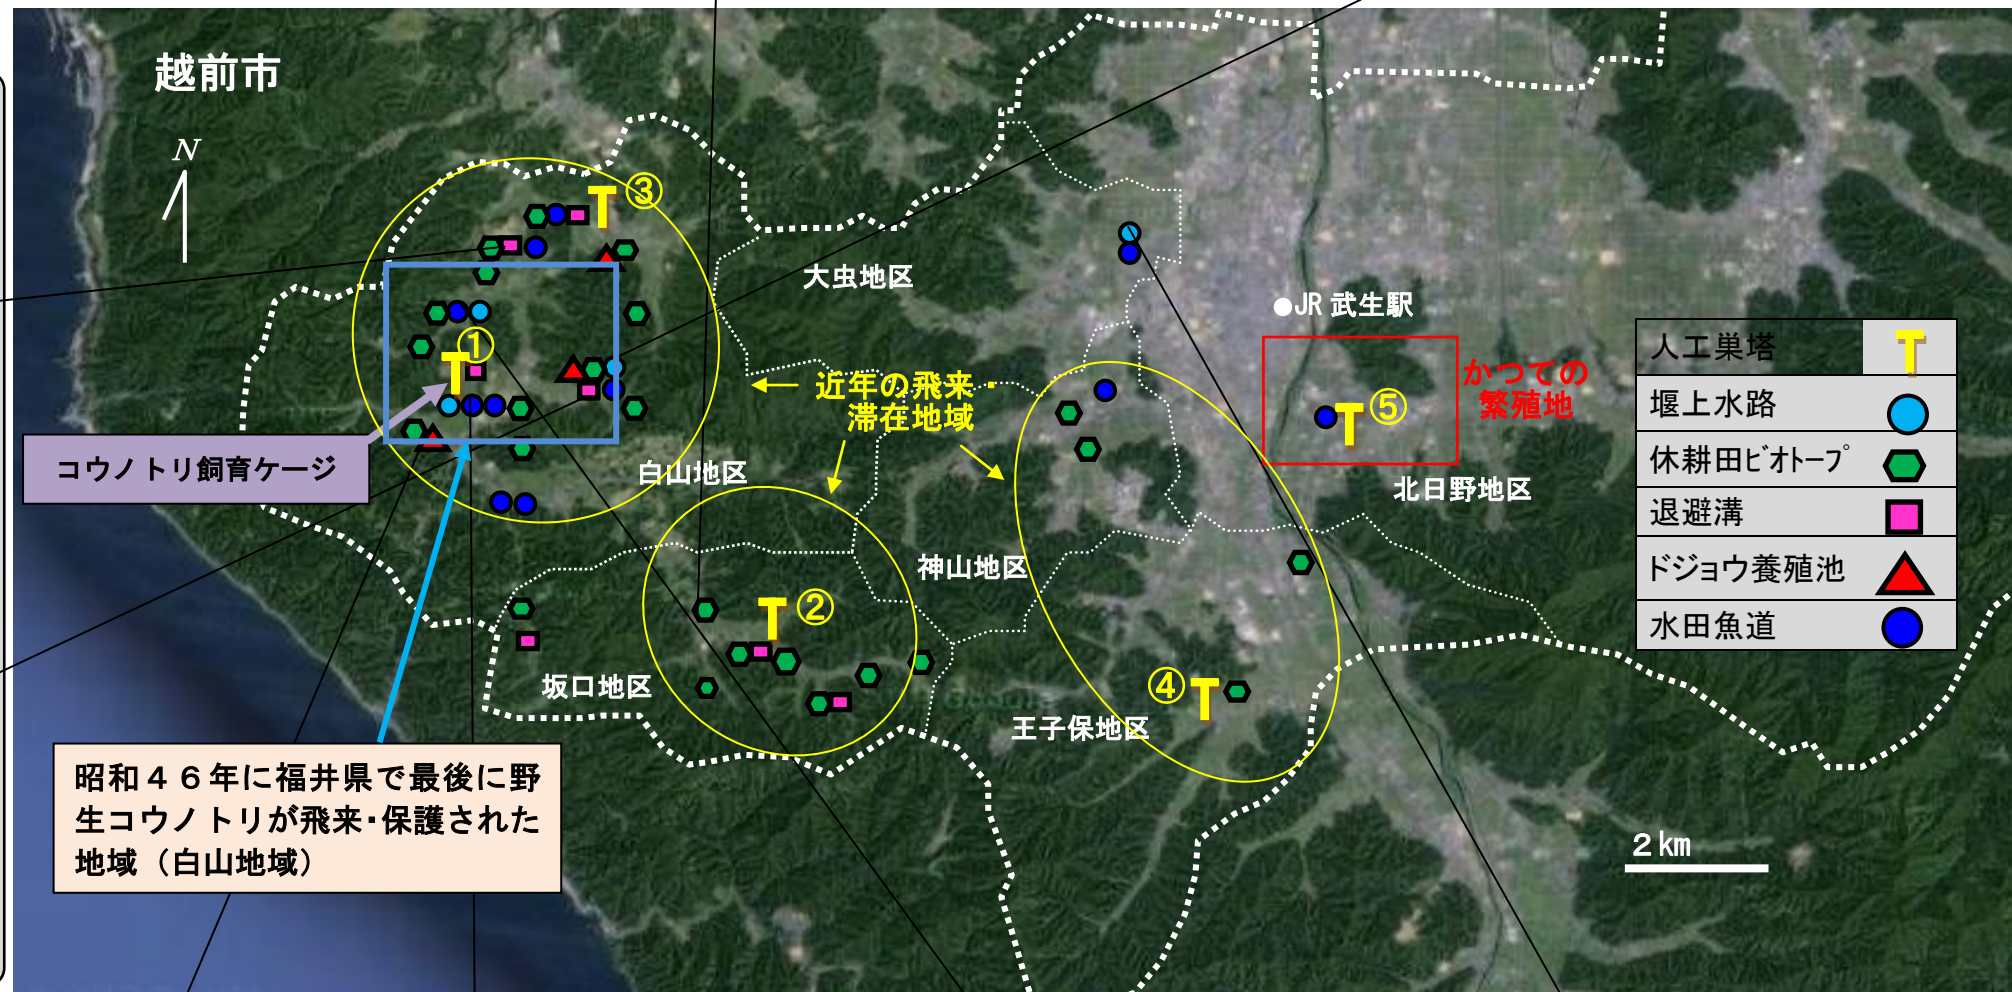 越前市
N
③
大虫地区
JR 武生駅
①
近年の飛来・
滞在地域
かつての
繁殖地
⑤
コウノトリ飼育ケージ
白山地区
北日野地区
神山地区
②
坂口地区
④
王子保地区
昭和４６年に福井県で最後に野
生コウノトリが飛来・保護された
地域（白山地域）
人工巣塔
堰上水路
休耕田ﾋﾞｵﾄｰﾌﾟ
退避溝
ドジョウ養殖池
水田魚道
２km